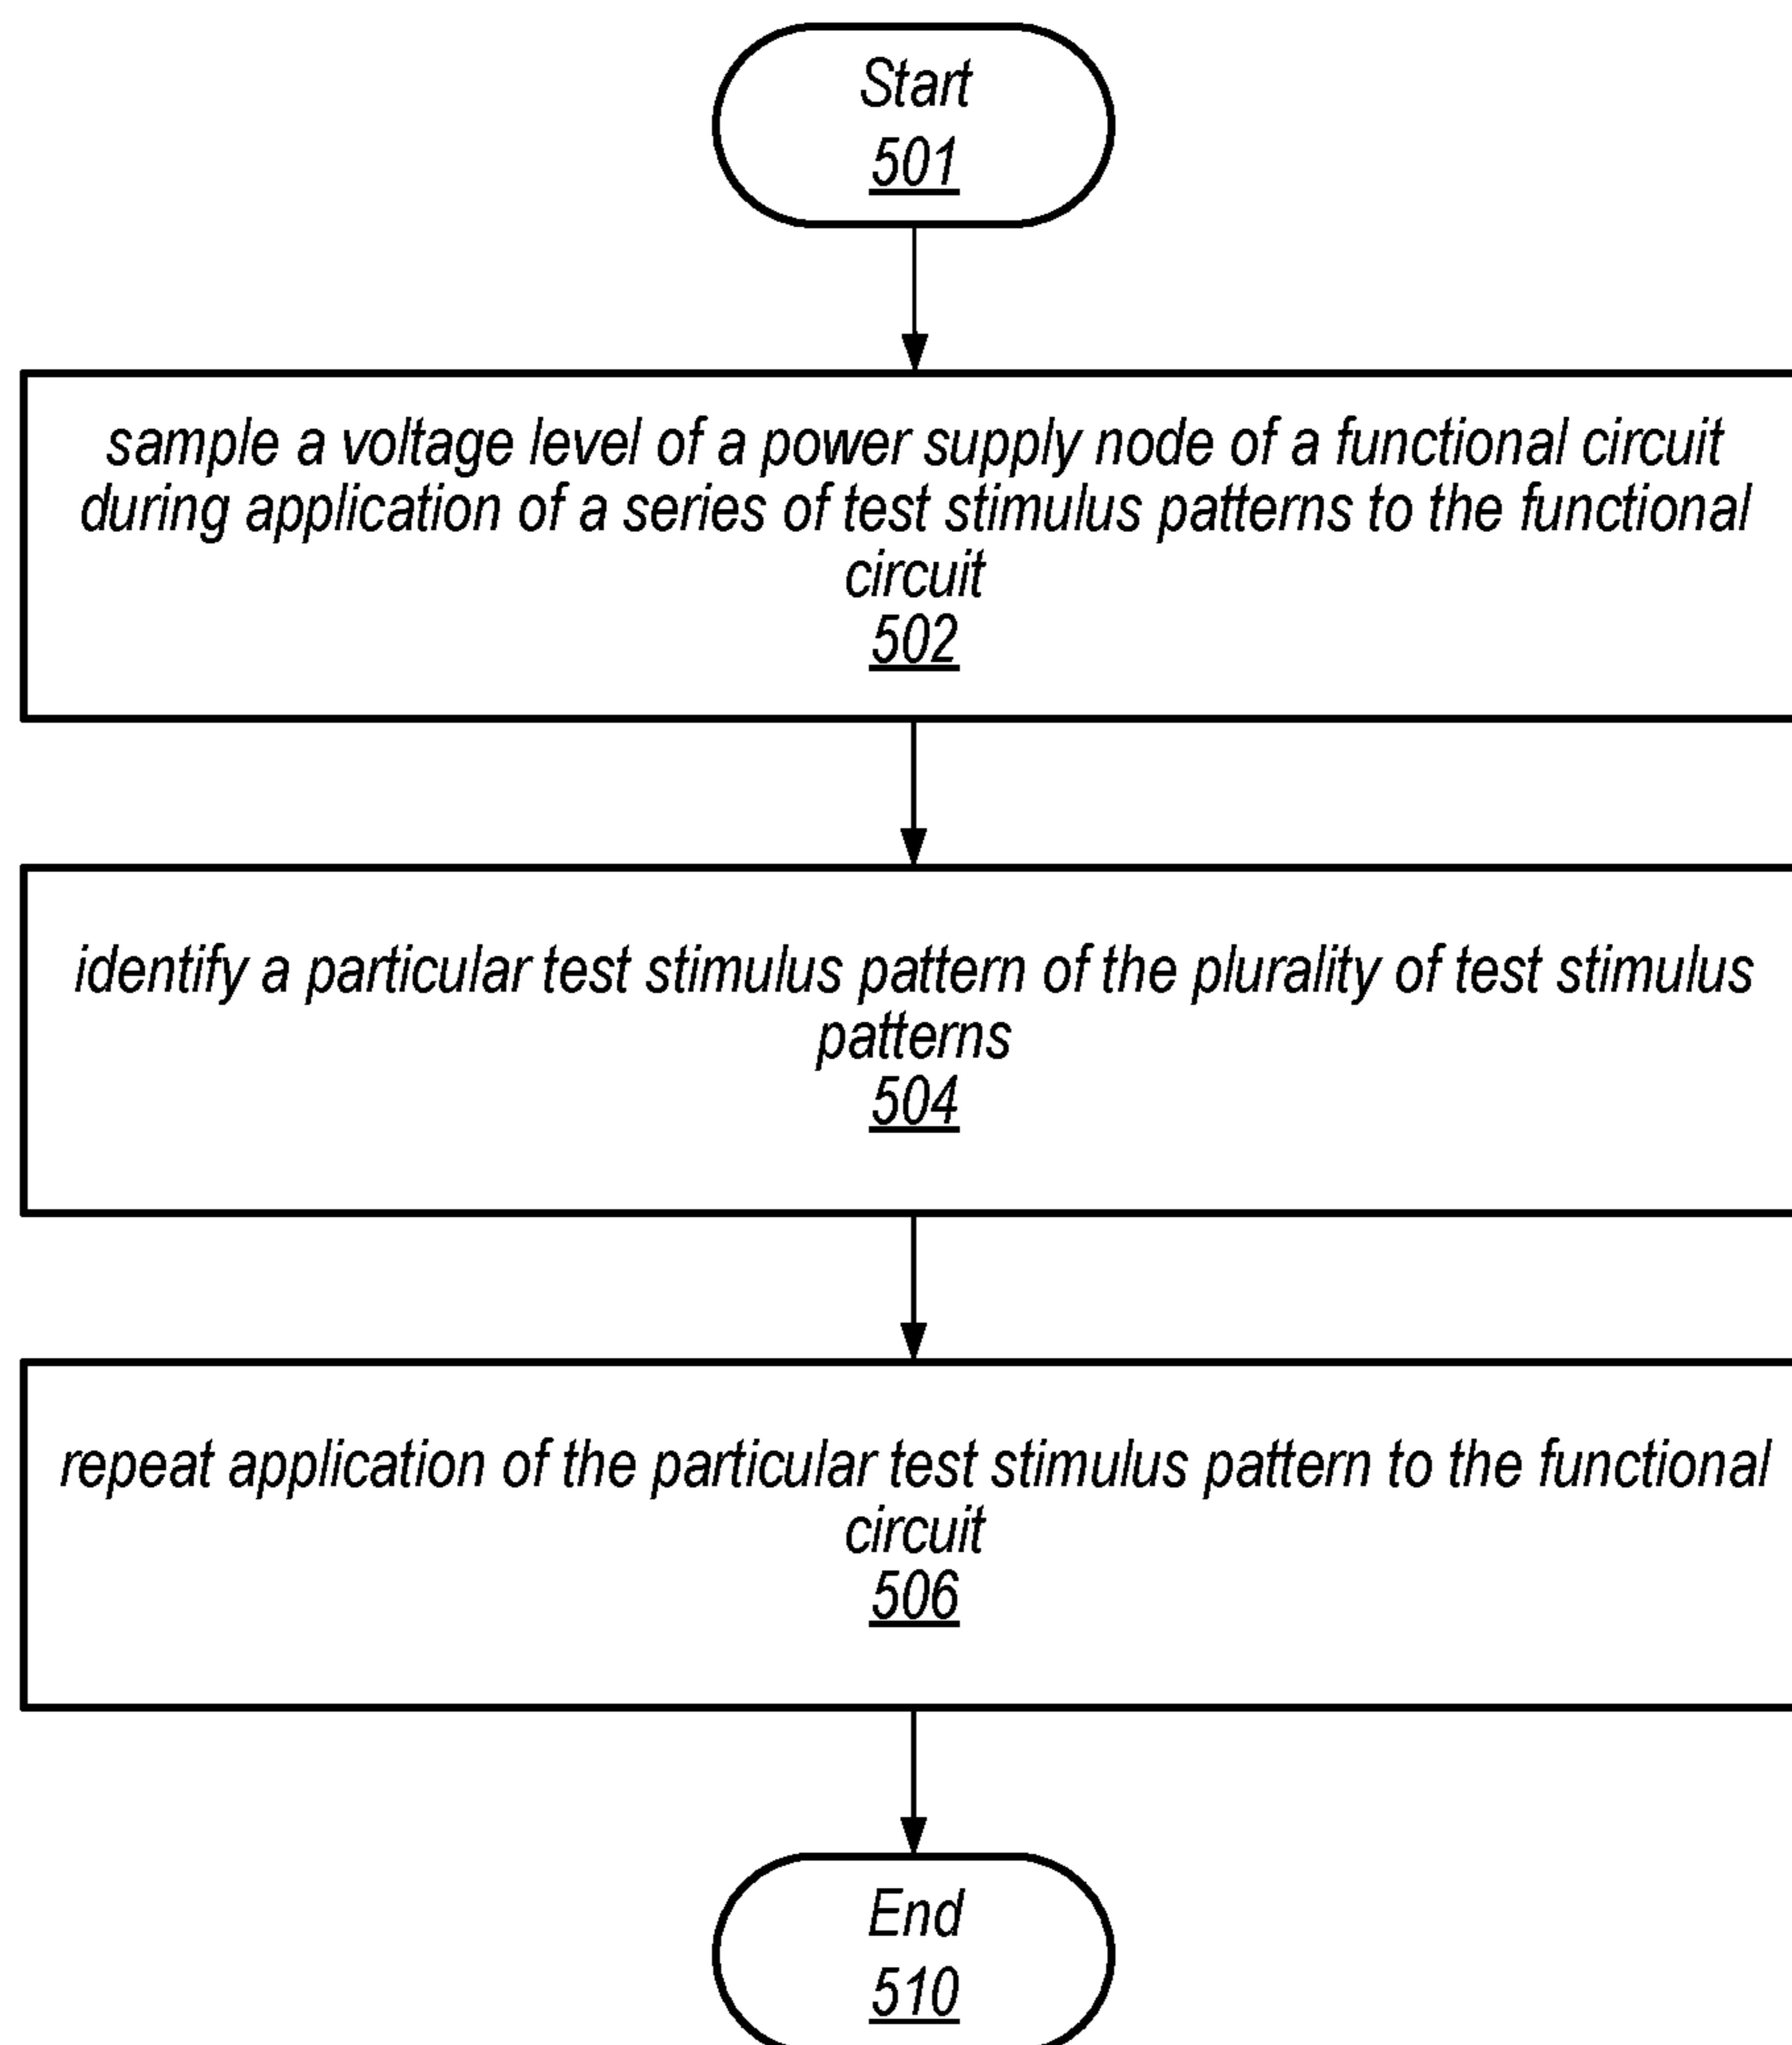 Start
501
sample a voltage level of a power supply node of a functional circuit
during application of a series of test stimulus patterns to the functional
circuit
502
identify a particular test stimulus pattern of the plurality of test stimulus
patterns
504
repeat application of the particular test stimulus pattern to the functional
circuit
506
End
510